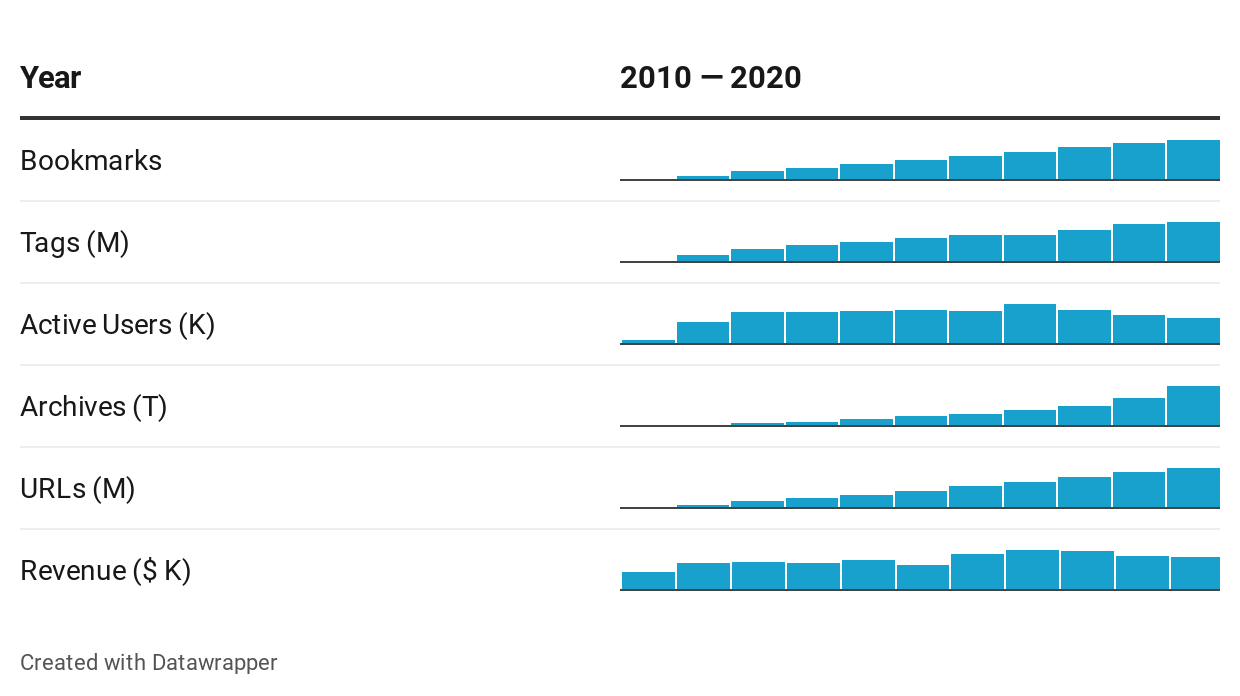 Year 2010 — 2020
Bookmarks
Tags (M)
Active Users (K)
Archives (T)
URLs (M)
Revenue ($ K)
Created with Datawrapper